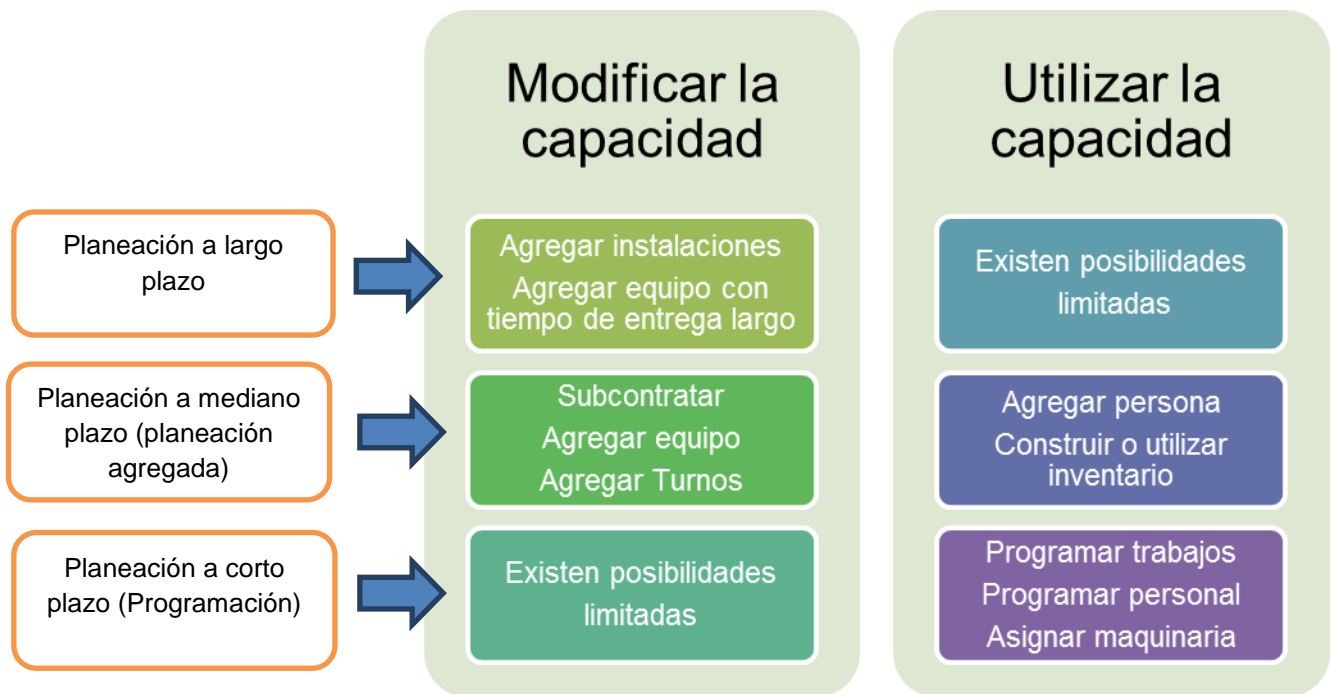 Modificar la
capacidad
Utilizar la
capacidad
Planeación a largo
plazo
Agregar instalaciones
Agregar equipo con
tiempo de entrega largo
Existen posibilidades
limitadas
Planeación a mediano
plazo (planeación
agregada)
Subcontratar
Agregar equipo
Agregar Turnos
Agregar persona
Construir o utilizar
inventario
Planeación a corto
plazo (Programación)
Existen posibilidades
limitadas
Programar trabajos
Programar personal
Asignar maquinaria